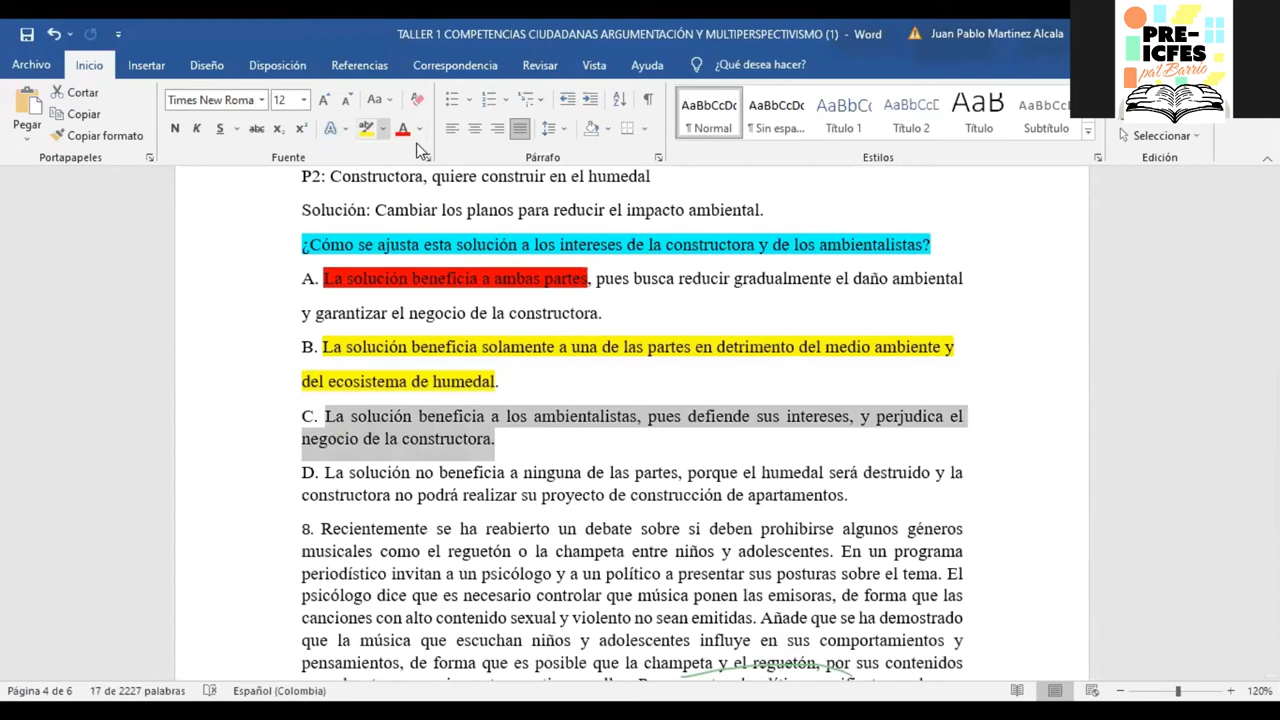 TALLER 1 COMPETENCIAS CIUDADANAS ARGUMENTACIÓN Y MULTIPERSPECTIVISMO (1) - Word
Juan Pablo Martinez Alcala
PRE-
ICFES
pa'l Barrio
Archivo Inicio Insertar Diseño Disposición Referencias Correspondencia Revisar Vista Ayuda ¿Qué desea hacer?
Pegar
Cortar
Copiar
Copiar formato
Portapapeles
Times New Roma 12
Aa
N K S abc x₂ x²
Fuente
Párrafo
AaBbCcDc
¶ Normal
AaBbCcDc
¶ Sin espa...
AaBbCc
Título 1
AaBbCcD
Título 2
AaB
Título
AaBbCcD
Subtítulo
Estilos
Seleccionar
Edición
P2: Constructora, quiere construir en el humedal
Solución: Cambiar los planos para reducir el impacto ambiental.
¿Cómo se ajusta esta solución a los intereses de la constructora y de los ambientalistas?
A. La solución beneficia a ambas partes, pues busca reducir gradualmente el daño ambiental
y garantizar el negocio de la constructora.
B. La solución beneficia solamente a una de las partes en detrimento del medio ambiente y
del ecosistema de humedal.
C. La solución beneficia a los ambientalistas, pues defiende sus intereses, y perjudica el
negocio de la constructora.
D. La solución no beneficia a ninguna de las partes, porque el humedal será destruido y la
constructora no podrá realizar su proyecto de construcción de apartamentos.
8. Recientemente se ha reabierto un debate sobre si deben prohibirse algunos géneros
musicales como el reguetón o la champeta entre niños y adolescentes. En un programa
periodístico invitan a un psicólogo y a un político a presentar sus posturas sobre el tema. El
psicólogo dice que es necesario controlar que música ponen las emisoras, de forma que las
canciones con alto contenido sexual y violento no sean emitidas. Añade que se ha demostrado
que la música que escuchan niños y adolescentes influye en sus comportamientos y
pensamientos, de forma que es posible que la champeta y el reguetón, por sus contenidos
Página 4 de 6 17 de 2227 palabras Español (Colombia) 120%